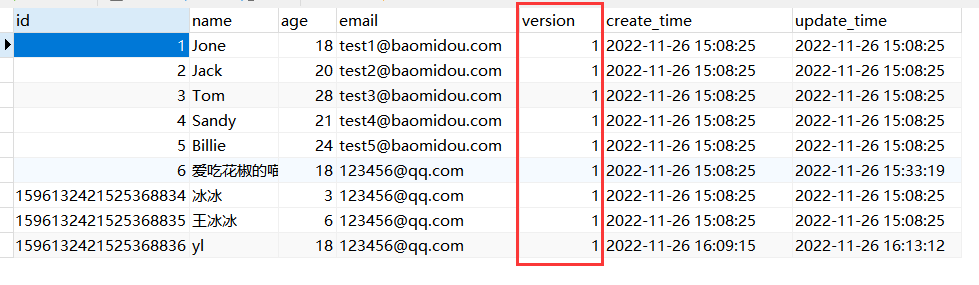 id name age email version create_time update_time
1 Jone 18 test1@baomidou.com 1 2022-11-26 15:08:25 2022-11-26 15:08:25
2 Jack 20 test2@baomidou.com 1 2022-11-26 15:08:25 2022-11-26 15:08:25
3 Tom 28 test3@baomidou.com 1 2022-11-26 15:08:25 2022-11-26 15:08:25
4 Sandy 21 test4@baomidou.com 1 2022-11-26 15:08:25 2022-11-26 15:08:25
5 Billie 24 test5@baomidou.com 1 2022-11-26 15:08:25 2022-11-26 15:08:25
6 爱吃花椒的 18 123456@qq.com 1 2022-11-26 15:08:25 2022-11-26 15:33:19
1596132421525368834 冰冰 3 123456@qq.com 1 2022-11-26 15:08:25 2022-11-26 15:08:25
1596132421525368835 王冰冰 6 123456@qq.com 1 2022-11-26 15:08:25 2022-11-26 15:08:25
1596132421525368836 yl 18 123456@qq.com 1 2022-11-26 16:09:15 2022-11-26 16:13:12